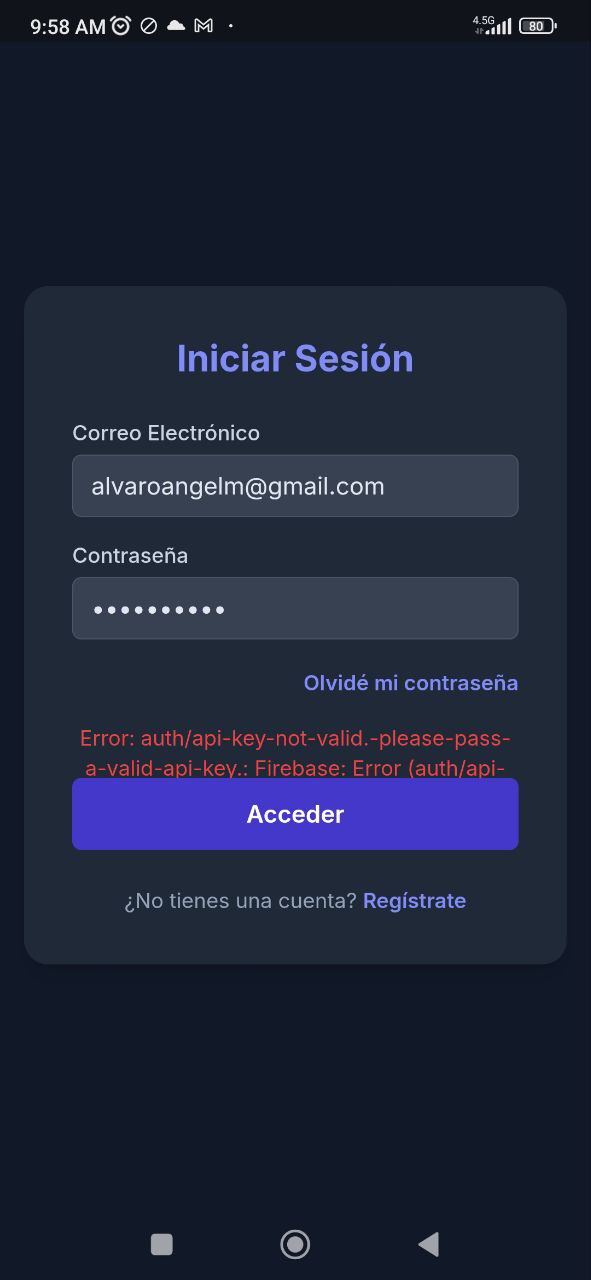 9:58 AM
4.5G
80
Iniciar Sesión
Correo Electrónico
alvaroangelm@gmail.com
Contraseña
••••••••••
Olvidé mi contraseña
Error: auth/api-key-not-valid.-please-pass-
a-valid-api-key.: Firebase: Error (auth/api-
Acceder
¿No tienes una cuenta? Regístrate